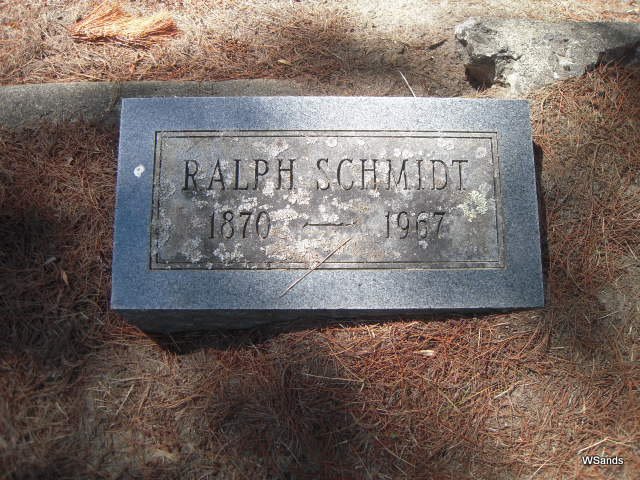 RALPH SCHMIDT
1870 — 1967
WSands